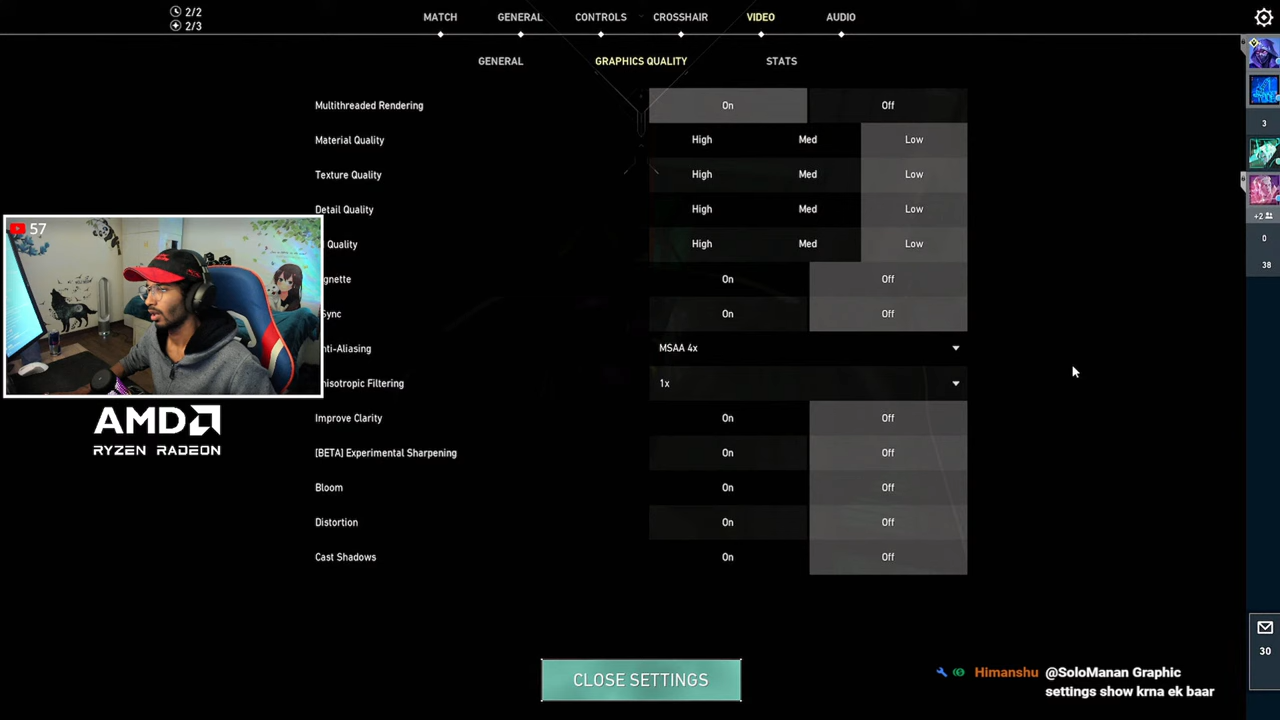 2/2
2/3
MATCH GENERAL CONTROLS CROSSHAIR VIDEO AUDIO
GENERAL GRAPHICS QUALITY STATS
Multithreaded Rendering On Off
Material Quality High Med Low
3
Texture Quality High Med Low
Detail Quality High Med Low
+2
57
Quality High Med Low
0
38
gnette On Off
Sync On Off
nti-Aliasing MSAA 4x
nisotropic Filtering 1x
AMD
RYZEN RADEON
Improve Clarity On Off
[BETA] Experimental Sharpening On Off
Bloom On Off
Distortion On Off
Cast Shadows On Off
30
CLOSE SETTINGS
Himanshu @SoloManan Graphic
settings show krna ek baar